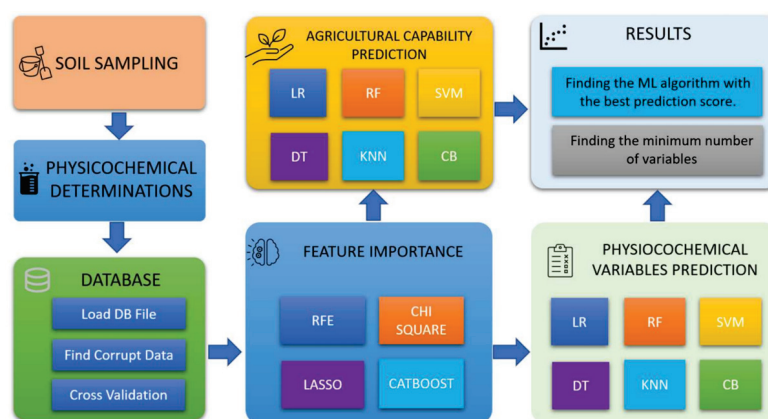 SOIL SAMPLING
PHYSICOCHEMICAL
DETERMINATIONS
DATABASE
Load DB File
Find Corrupt Data
Cross Validation
FEATURE IMPORTANCE
RFE
CHI
SQUARE
LASSO
CATBOOST
AGRICULTURAL CAPABILITY
PREDICTION
LR
RF
SVM
DT
KNN
CB
PHYSIOCOCHEMICAL
VARIABLES PREDICTION
LR
RF
SVM
DT
KNN
CB
RESULTS
Finding the ML algorithm with
the best prediction score.
Finding the minimum number
of variables